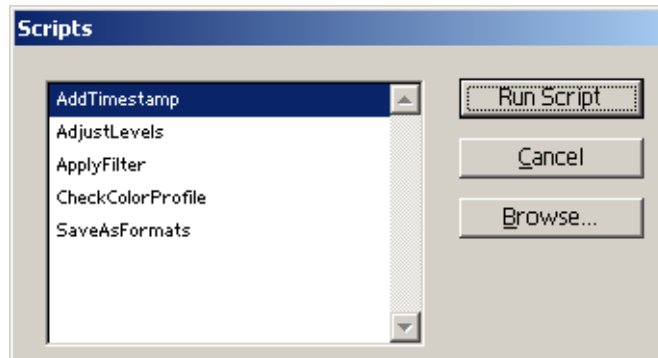 Scripts
AddTimestamp
AdjustLevels
ApplyFilter
CheckColorProfile
SaveAsFormats
Run Script
Cancel
Browse...